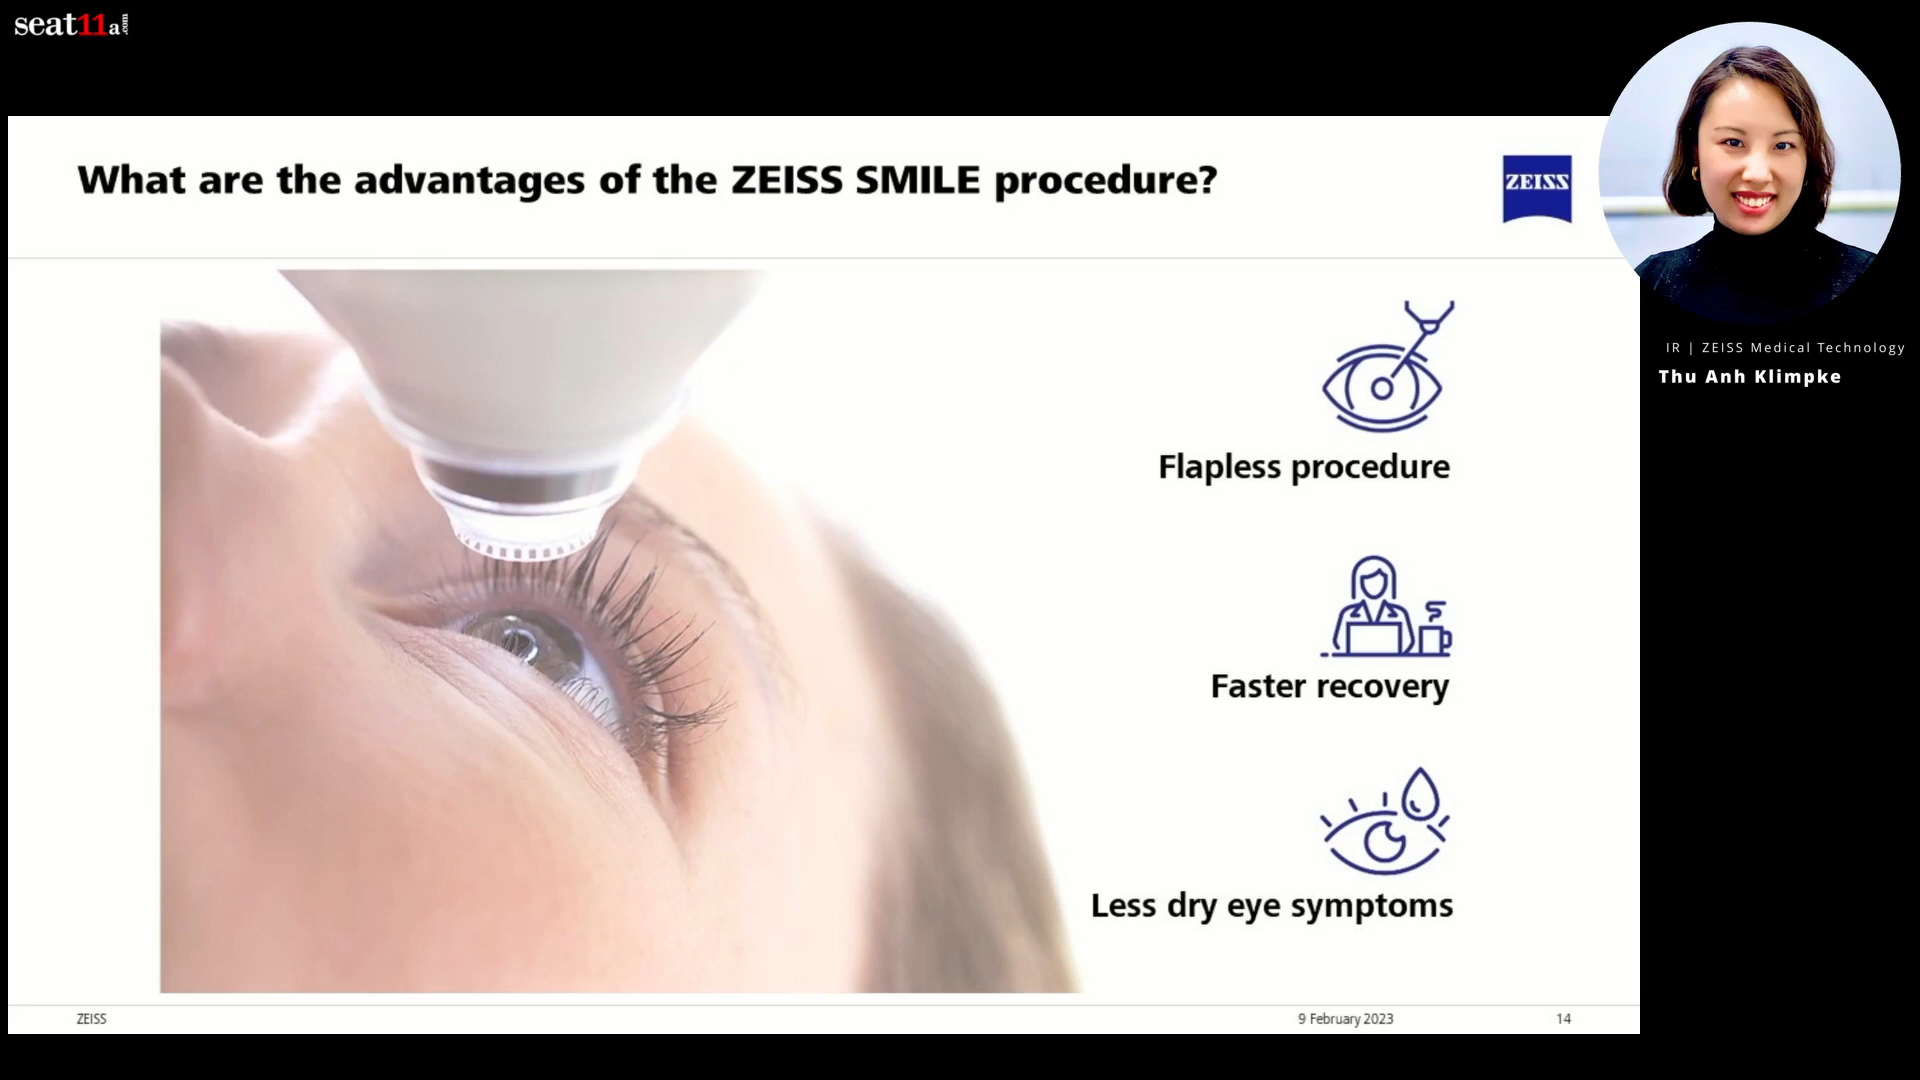 seat11a.com
What are the advantages of the ZEISS SMILE procedure?
ZEISS
IR | ZEISS Medical Technology
Thu Anh Klimpke
Flapless procedure
Faster recovery
Less dry eye symptoms
ZEISS
9 February 2023
14